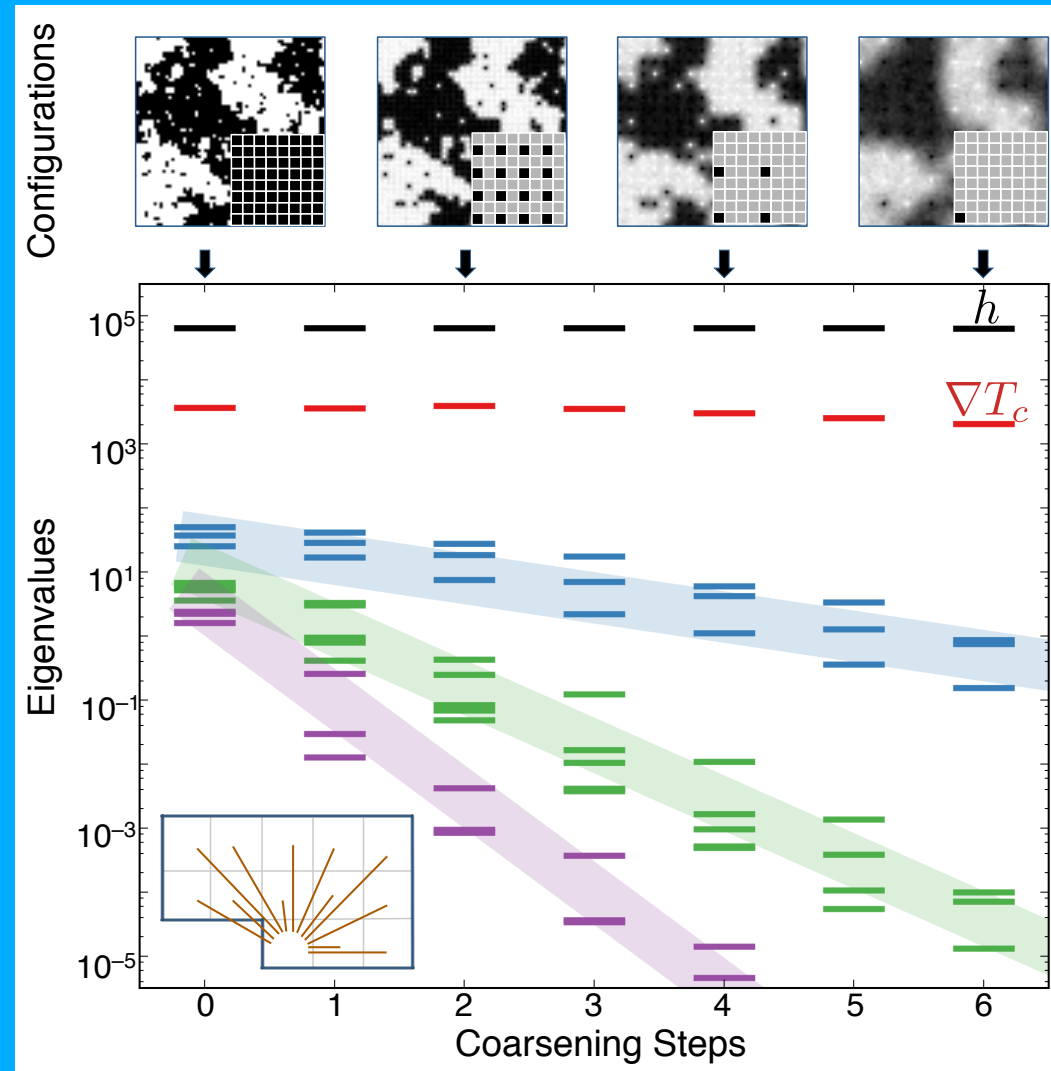 Configurations
h
∇T_c
Eigenvalues
10^5
10^3
10^1
10^−1
10^−3
10^−5
0 1 2 3 4 5 6
Coarsening Steps